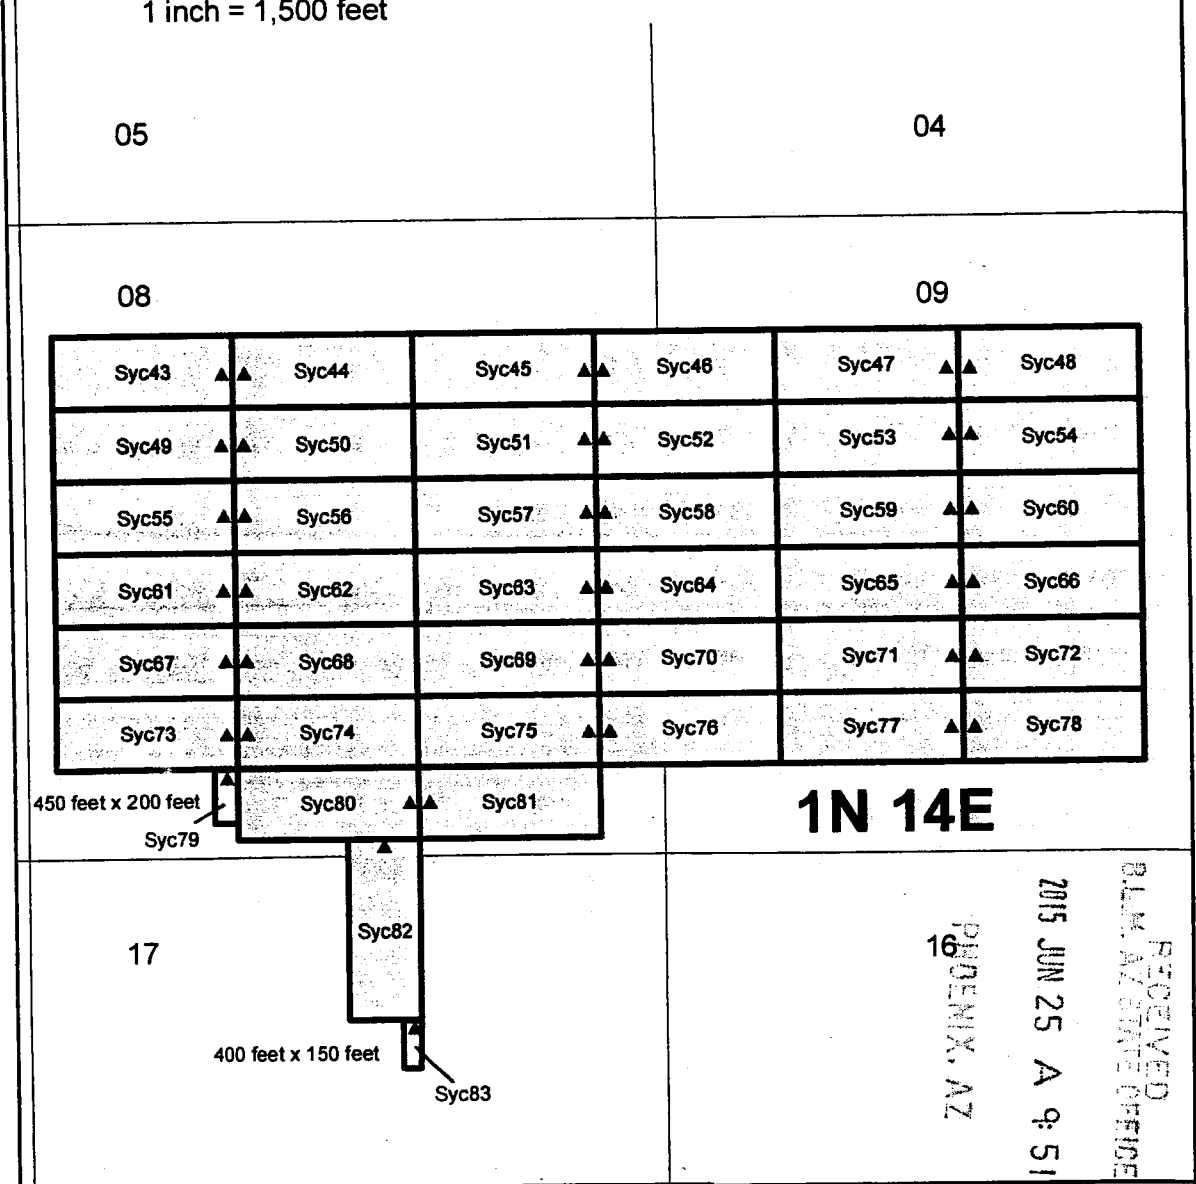 1 inch = 1,500 feet
05
04
08
09
Syc43 Syc44 Syc45 Syc46 Syc47 Syc48
Syc49 Syc50 Syc51 Syc52 Syc53 Syc54
Syc55 Syc56 Syc57 Syc58 Syc59 Syc60
Syc61 Syc62 Syc63 Syc64 Syc65 Syc66
Syc67 Syc68 Syc69 Syc70 Syc71 Syc72
Syc73 Syc74 Syc75 Syc76 Syc77 Syc78
450 feet x 200 feet
Syc79
Syc80 Syc81
1N 14E
17
Syc82
16
400 feet x 150 feet
Syc83
RECEIVED
B.L.M. AZ STATE OFFICE
2015 JUN 25 A 9:51
PHOENIX, AZ